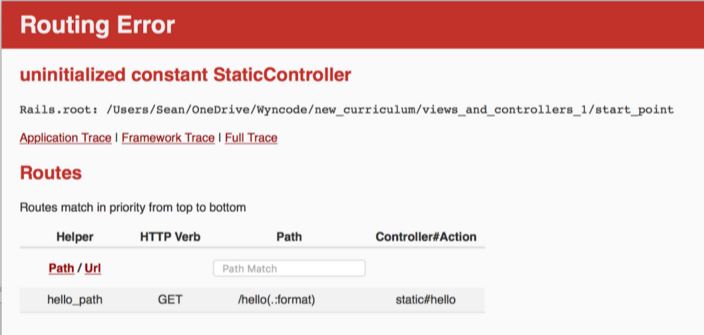 Routing Error
uninitialized constant StaticController
Rails.root: /Users/Sean/OneDrive/Wyncode/new_curriculum/views_and_controllers_1/start_point
Application Trace | Framework Trace | Full Trace
Routes
Routes match in priority from top to bottom
Helper HTTP Verb Path Controller#Action
Path / Url Path Match
hello_path GET /hello(.:format) static#hello